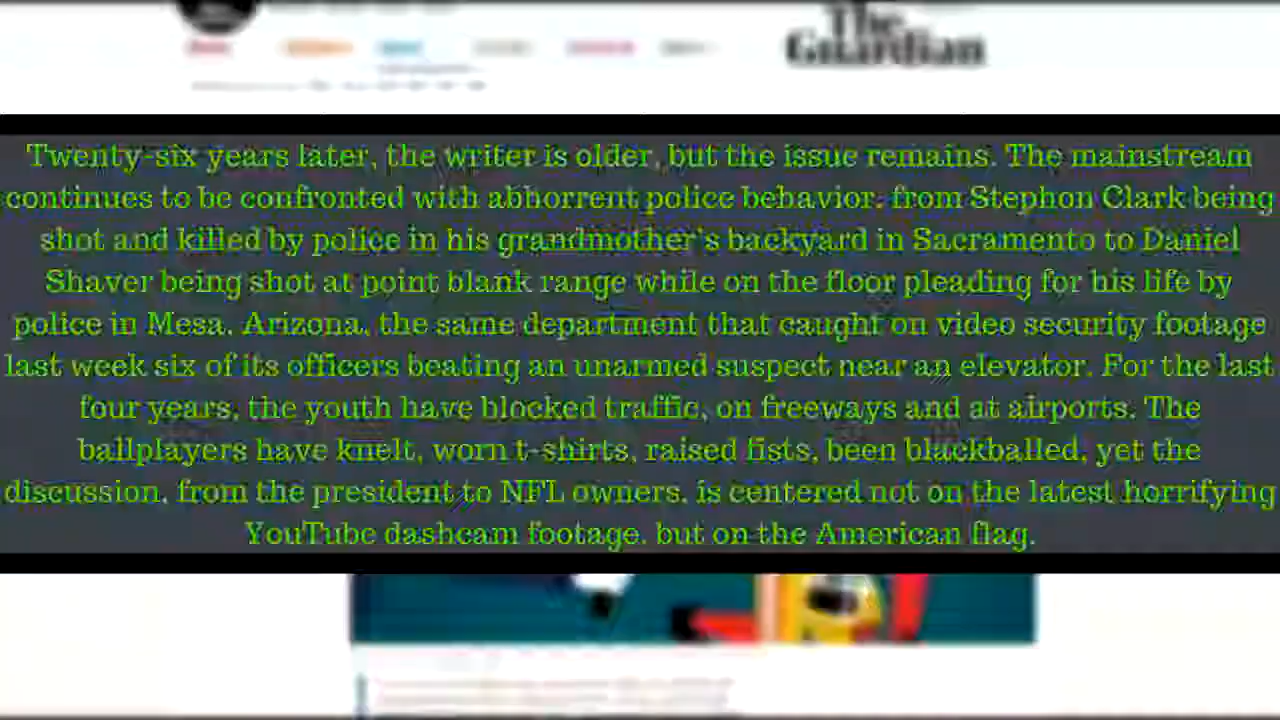 The
Guardian
Twenty-six years later, the writer is older, but the issue remains. The mainstream
continues to be confronted with abhorrent police behavior: from Stephon Clark being
shot and killed by police in his grandmother's backyard in Sacramento to Daniel
Shaver being shot at point blank range while on the floor pleading for his life by
police in Mesa, Arizona, the same department that caught on video security footage
last week six of its officers beating an unarmed suspect near an elevator. For the last
four years, the youth have blocked traffic, on freeways and at airports. The
ballplayers have knelt, worn t-shirts, raised fists, been blackballed, yet the
discussion, from the president to NFL owners, is centered not on the latest horrifying
YouTube dashcam footage, but on the American flag.